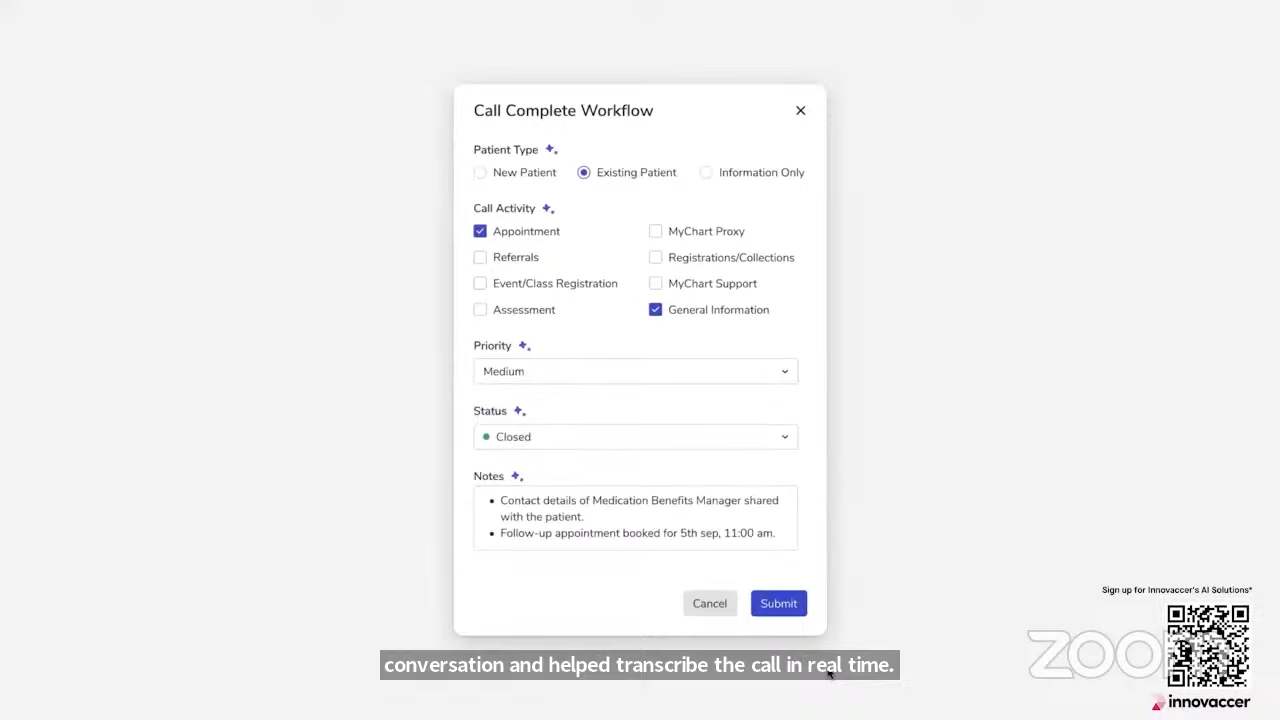 Call Complete Workflow
Patient Type
New Patient
Existing Patient
Information Only
Call Activity
Appointment
MyChart Proxy
Referrals
Registrations/Collections
Event/Class Registration
MyChart Support
Assessment
General Information
Priority
Medium
Status
Closed
Notes
Contact details of Medication Benefits Manager shared
with the patient.
Follow-up appointment booked for 5th sep, 11:00 am.
Cancel
Submit
Sign up for Innovaccer's AI Solutions*
zoom
innovaccer
conversation and helped transcribe the call in real time.